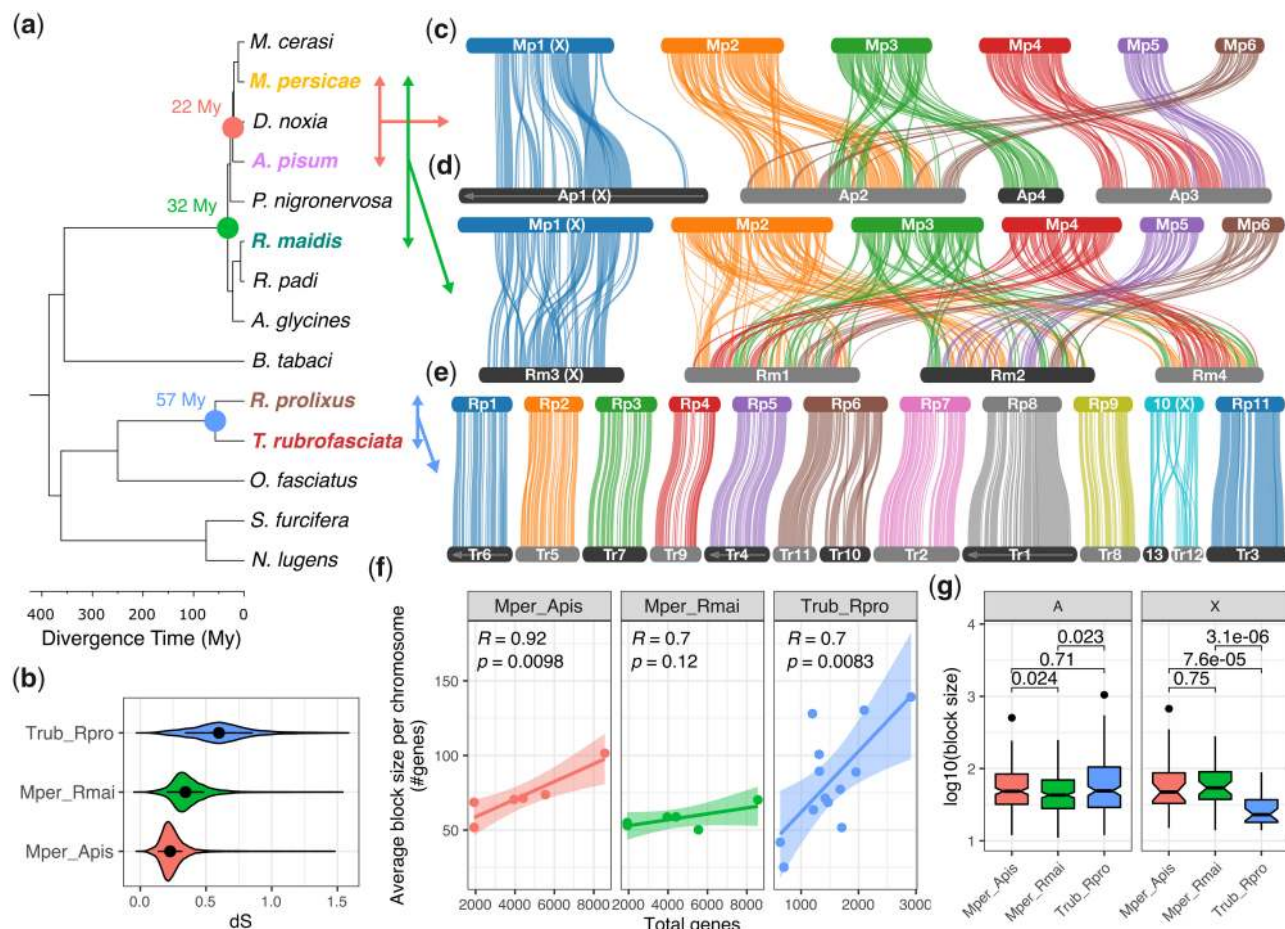 (a)
M. cerasi
M. persicae
22 My
D. noxia
A. pisum
P. nigronervosa
32 My
R. maidis
R. padi
A. glycines
B. tabaci
R. prolixus
57 My
T. rubrofasciata
O. fasciatus
S. furcifera
N. lugens
400 300 200 100 0
Divergence Time (My)
(b)
Trub_Rpro
Mper_Rmai
Mper_Apis
0.0 0.5 1.0 1.5
dS
(c)
Mp1 (X) Mp2 Mp3 Mp4 Mp5 Mp6
Ap1 (X) Ap2 Ap4 Ap3
(d)
Mp1 (X) Mp2 Mp3 Mp4 Mp5 Mp6
Rm3 (X) Rm1 Rm2 Rm4
(e)
Rp1 Rp2 Rp3 Rp4 Rp5 Rp6 Rp7 Rp8 Rp9 10 (X) Rp11
Tr6 Tr5 Tr7 Tr9 Tr4 Tr11 Tr10 Tr2 Tr1 Tr8 13 Tr12 Tr3
(f)
Average block size per chromosome
(#genes)
150
100
50
Mper_Apis
R = 0.92
p = 0.0098
2000 4000 6000 8000
Mper_Rmai
R = 0.7
p = 0.12
2000 4000 6000 8000
Trub_Rpro
R = 0.7
p = 0.0083
1000 2000 3000
Total genes
(g)
log10(block size)
4
3
2
1
A
0.023
0.71
0.024
Mper_Apis
Mper_Rmai
Trub_Rpro
X
3.1e-06
7.6e-05
0.75
Mper_Apis
Mper_Rmai
Trub_Rpro